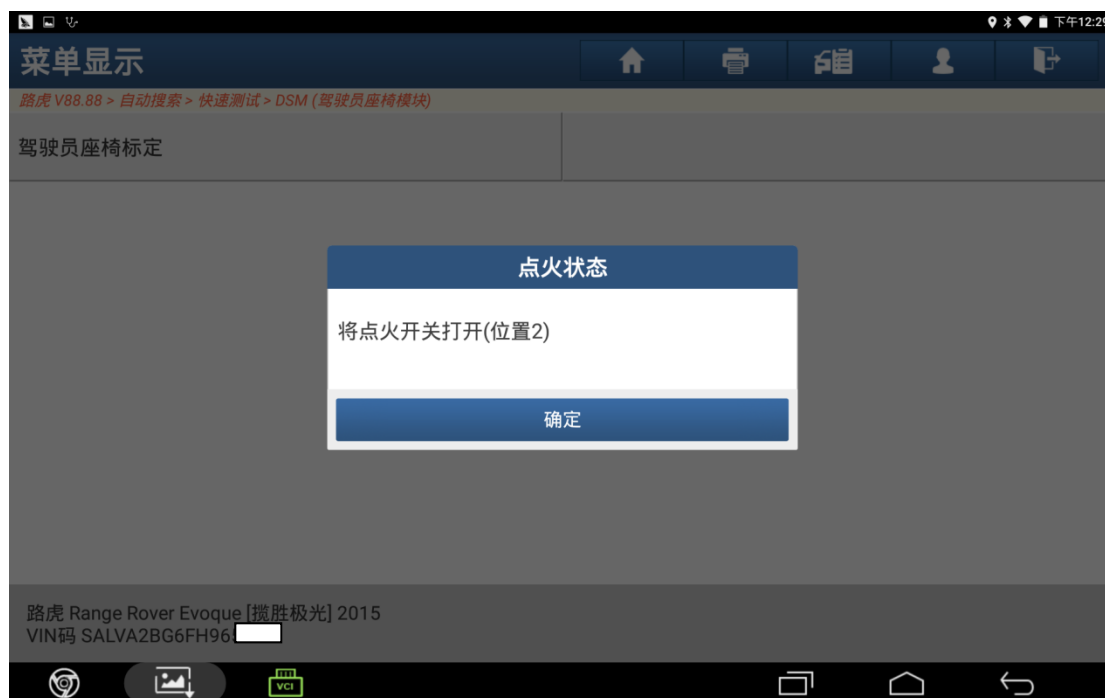 下午12:29
菜单显示
路虎 V88.88 > 自动搜索 > 快速测试 > DSM (驾驶员座椅模块)
驾驶员座椅标定
点火状态
将点火开关打开(位置2)
确定
路虎 Range Rover Evoque [揽胜极光] 2015
VIN码 SALVA2BG6FH96
VCI